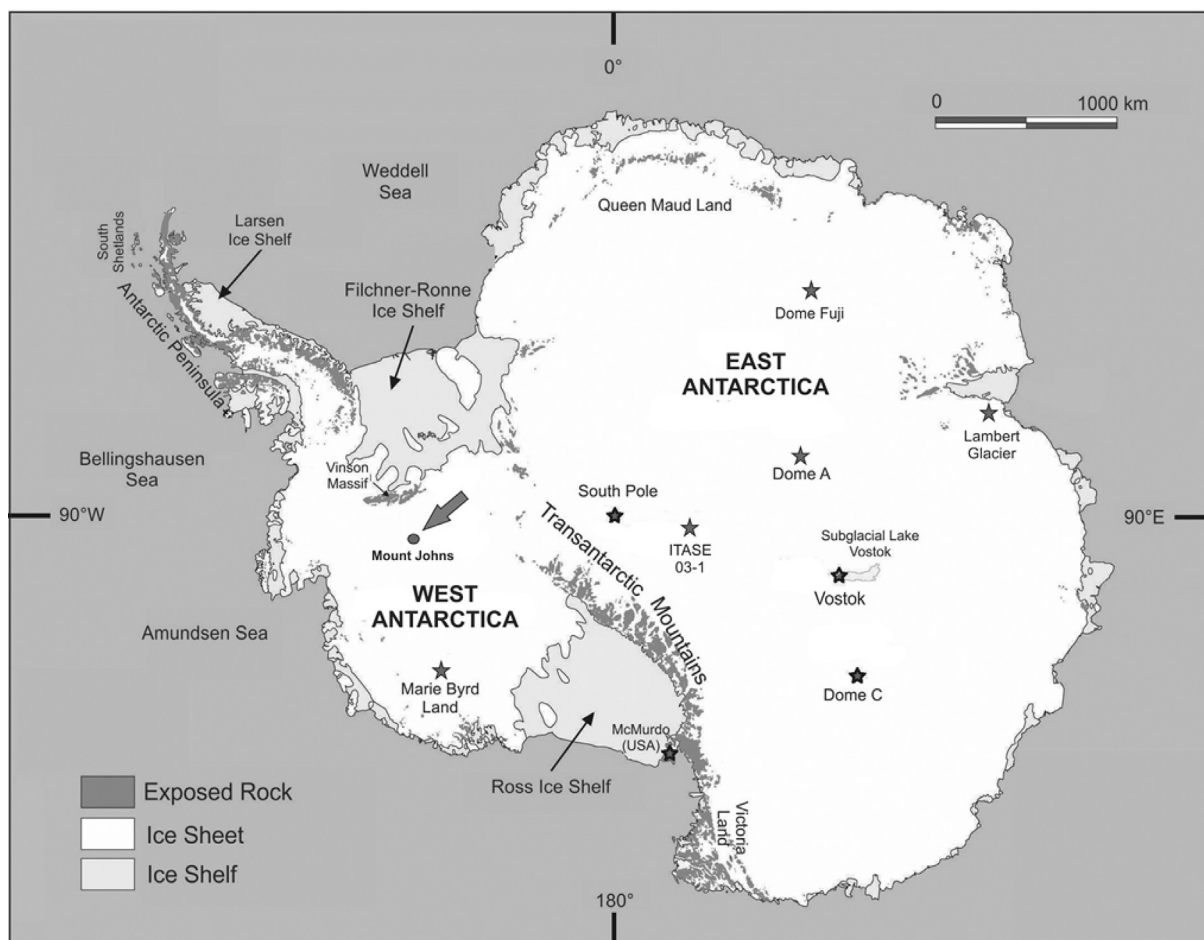 0°
0 1000 km
Weddell
Sea
Queen Maud Land
Larsen
Ice Shelf
South
Shetlands
Filchner-Ronne
Ice Shelf
Antarctic Peninsula
Dome Fuji
EAST
ANTARCTICA
Lambert
Glacier
Bellingshausen
Sea
Vinson
Massif
Dome A
90°W
South Pole
90°E
Mount Johns
Transantarctic Mountains
ITASE
03-1
Subglacial Lake
Vostok
Vostok
WEST
ANTARCTICA
Amundsen Sea
Marie Byrd
Land
Dome C
McMurdo
(USA)
Ross Ice Shelf
Victoria
Land
Exposed Rock
Ice Sheet
Ice Shelf
180°